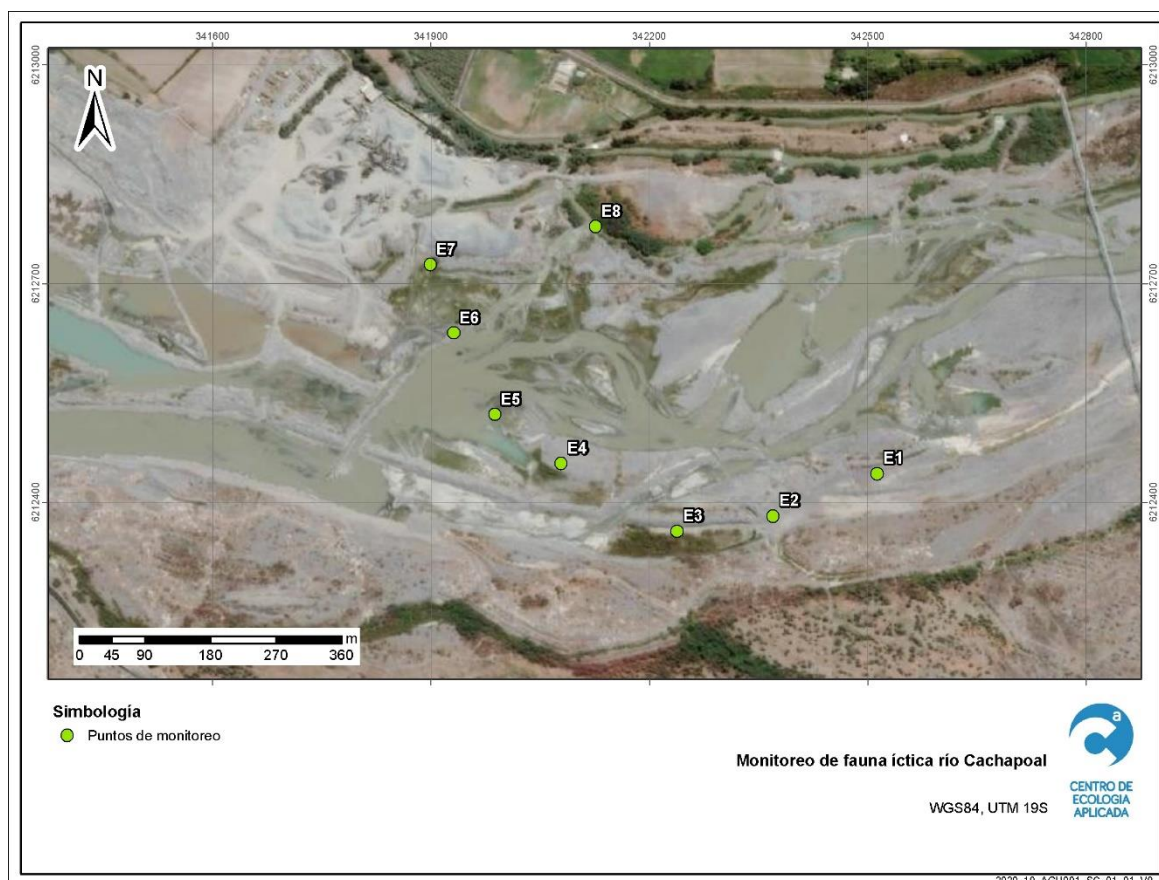 341600 341900 342200 342500 342800
6213000 6213000
N
E8
E7
6212700 6212700
E6
E5
E4
E1
E2
6212400 6212400
E3
m
0 45 90 180 270 360
Simbología
Puntos de monitoreo
a
Monitoreo de fauna íctica río Cachapoal
WGS84, UTM 19S
CENTRO DE
ECOLOGIA
APLICADA